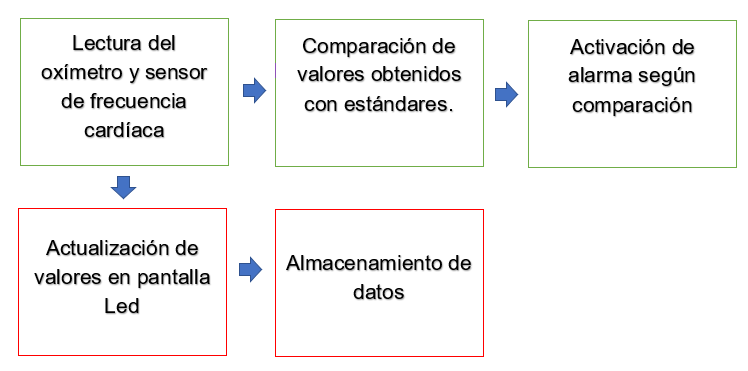 Lectura del
oxímetro y sensor
de frecuencia
cardíaca
Comparación de
valores obtenidos
con estándares.
Activación de
alarma según
comparación
Actualización de
valores en pantalla
Led
Almacenamiento de
datos